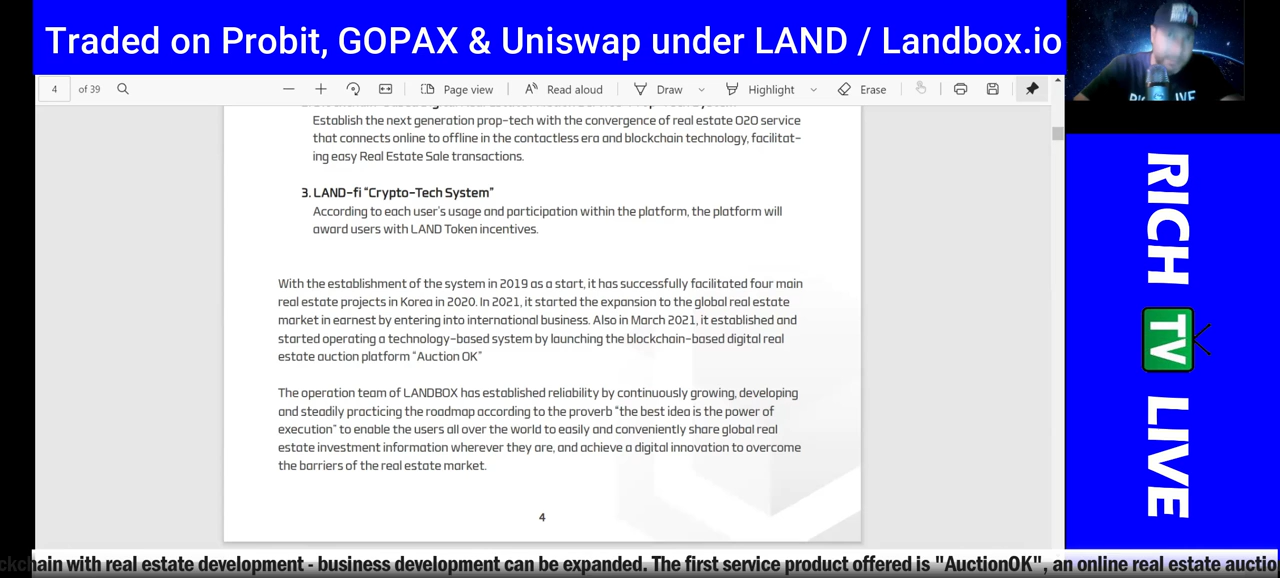 Traded on Probit, GOPAX & Uniswap under LAND / Landbox.io
4 of 39
Page view
Read aloud
Draw
Highlight
Erase
Establish the next generation prop-tech with the convergence of real estate O2O service
that connects online to offline in the contactless era and blockchain technology, facilitat-
ing easy Real Estate Sale transactions.
3. LAND-fi “Crypto-Tech System”
According to each user's usage and participation within the platform, the platform will
award users with LAND Token incentives.
With the establishment of the system in 2019 as a start, it has successfully facilitated four main
real estate projects in Korea in 2020. In 2021, it started the expansion to the global real estate
market in earnest by entering into international business. Also in March 2021, it established and
started operating a technology-based system by launching the blockchain-based digital real
estate auction platform “Auction OK”
The operation team of LANDBOX has established reliability by continuously growing, developing
and steadily practicing the roadmap according to the proverb “the best idea is the power of
execution” to enable the users all over the world to easily and conveniently share global real
estate investment information wherever they are, and achieve a digital innovation to overcome
the barriers of the real estate market.
4
RICH TV LIVE
ckchain with real estate development - business development can be expanded. The first service product offered is "AuctionOK", an online real estate auctio